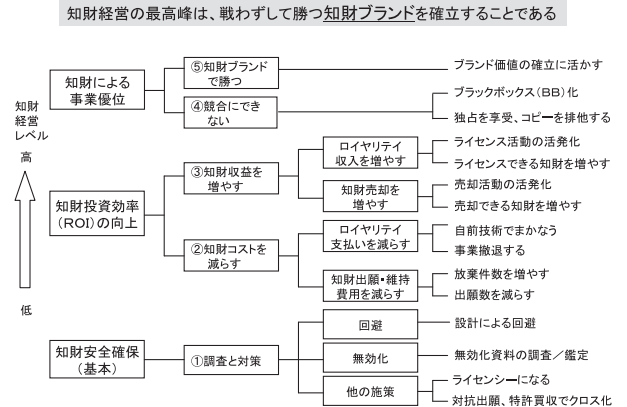 知財経営の最高峰は、戦わずして勝つ知財ブランドを確立することである
知財
経営
レベル
高
低
知財による
事業優位
⑤知財ブランド
で勝つ
ブランド価値の確立に活かす
④競合にでき
ない
ブラックボックス(BB)化
独占を享受、コピーを排他する
知財投資効率
(ROI)の向上
③知財収益を
増やす
ロイヤリテイ
収入を増やす
ライセンス活動の活発化
ライセンスできる知財を増やす
知財売却を
増やす
売却活動の活発化
売却できる知財を増やす
②知財コストを
減らす
ロイヤリテイ
支払いを減らす
自前技術でまかなう
事業撤退する
知財出願・維持
費用を減らす
放棄件数を増やす
出願数を減らす
知財安全確保
(基本)
①調査と対策
回避
設計による回避
無効化
無効化資料の調査／鑑定
他の施策
ライセンシーになる
対抗出願、特許買収でクロス化